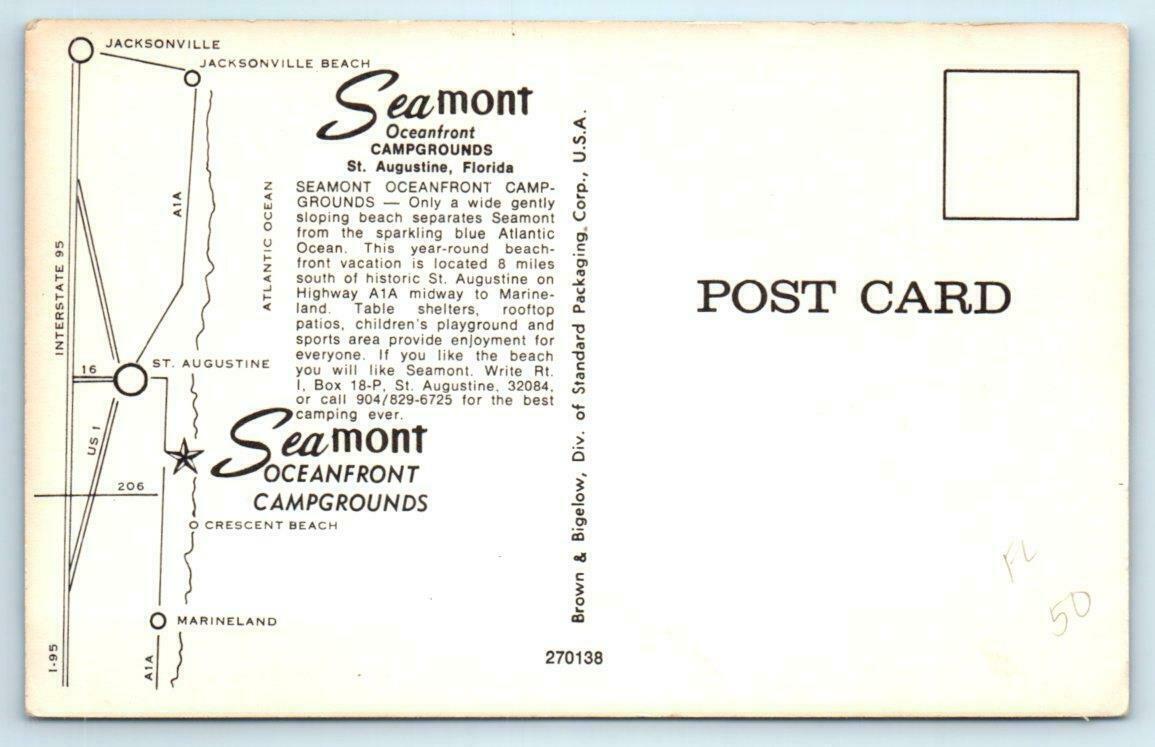 JACKSONVILLE
JACKSONVILLE BEACH
A1A
INTERSTATE 95
ATLANTIC OCEAN
16
ST. AUGUSTINE
US 1
206
CRESCENT BEACH
MARINELAND
I-95
A1A
Seamont
Oceanfront
CAMPGROUNDS
St. Augustine, Florida
SEAMONT OCEANFRONT CAMP-
GROUNDS — Only a wide gently
sloping beach separates Seamont
from the sparkling blue Atlantic
Ocean. This year-round beach-
front vacation is located 8 miles
south of historic St. Augustine on
Highway A1A midway to Marine-
land. Table shelters, rooftop
patios, children's playground and
sports area provide enjoyment for
everyone. If you like the beach
you will like Seamont. Write Rt.
I, Box 18-P, St. Augustine, 32084,
or call 904/829-6725 for the best
camping ever.
Seamont
OCEANFRONT
CAMPGROUNDS
Brown & Bigelow, Div. of Standard Packaging Corp., U.S.A.
270138
POST CARD
FL
50